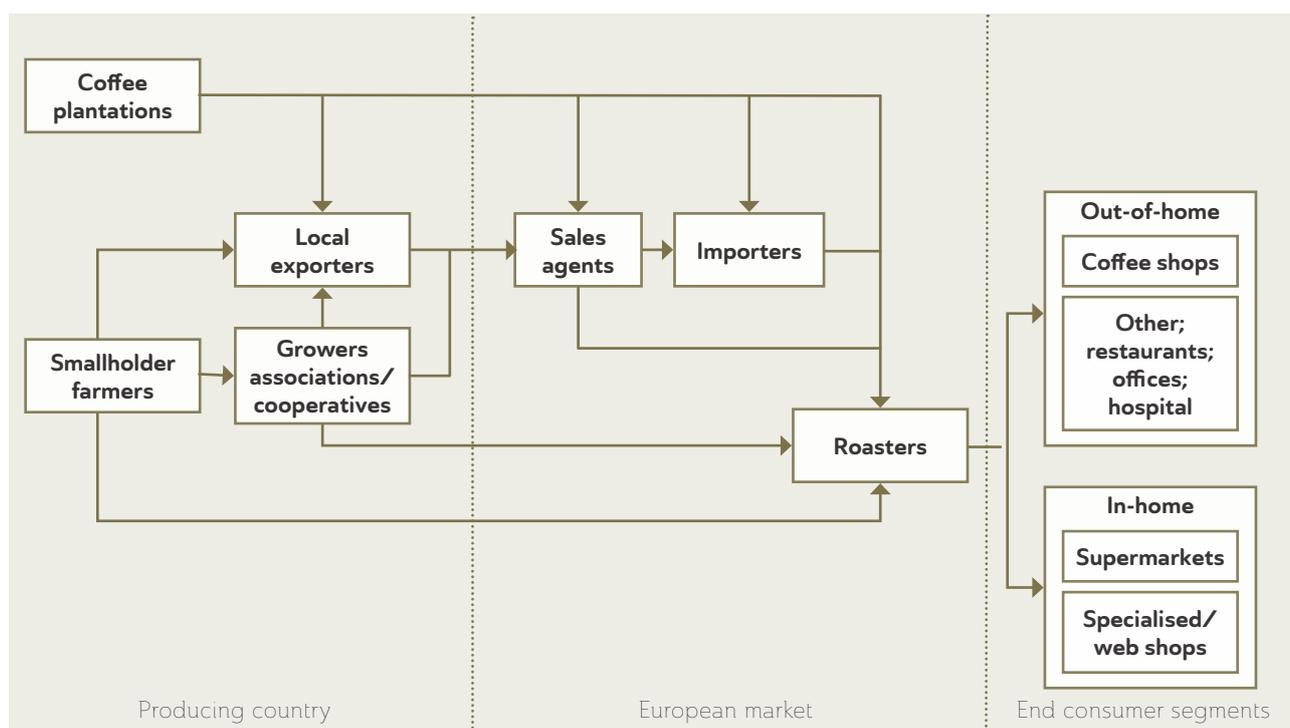 Coffee
plantations
Local
exporters
Sales
agents
Importers
Smallholder
farmers
Growers
associations/
cooperatives
Roasters
Out-of-home
Coffee shops
Other;
restaurants;
offices;
hospital
In-home
Supermarkets
Specialised/
web shops
Producing country
European market
End consumer segments